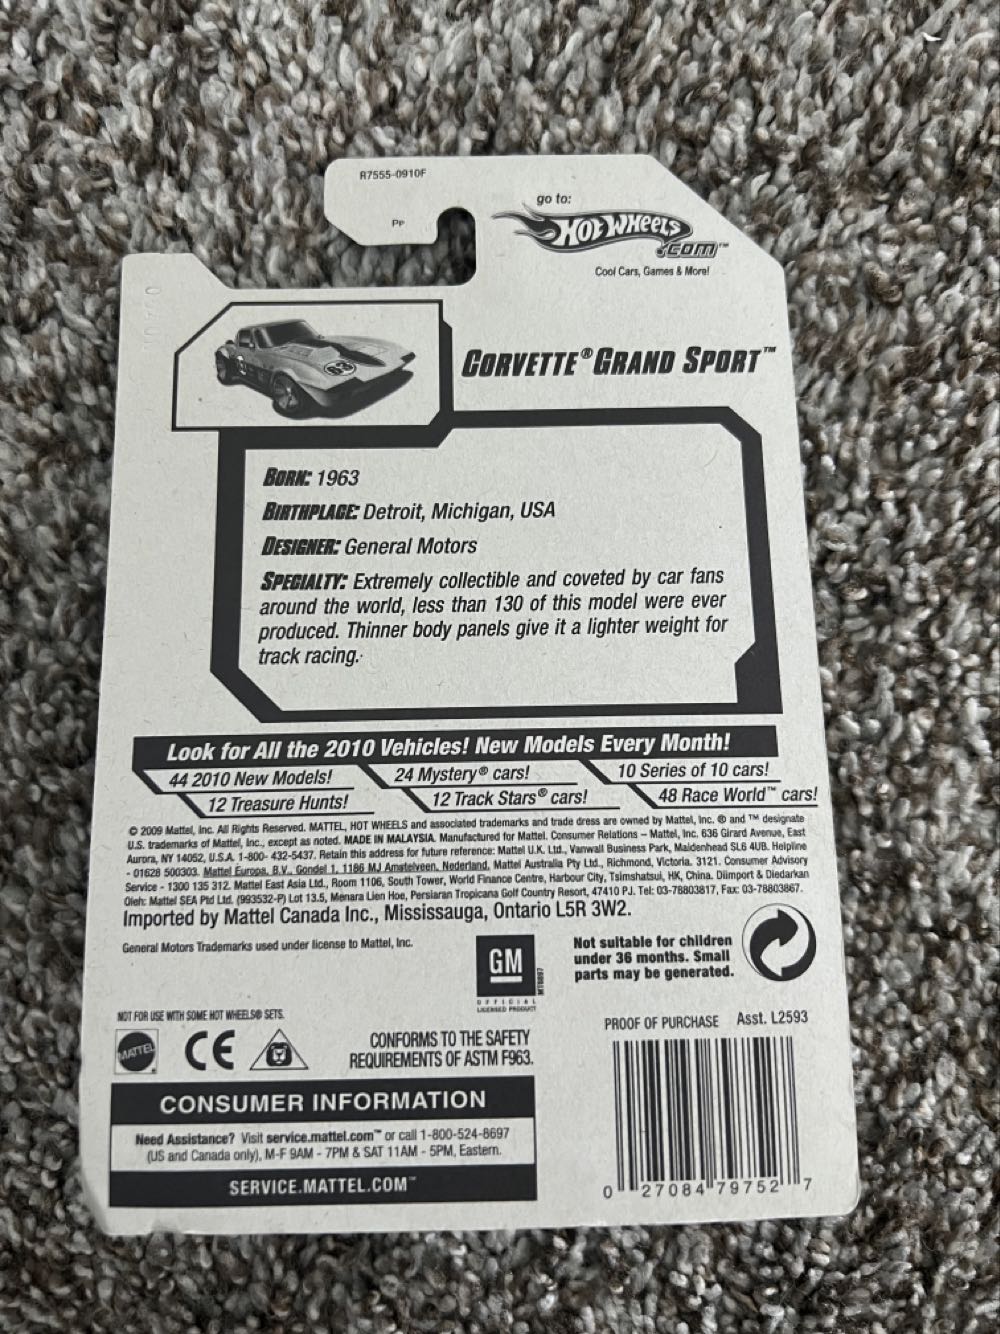 R7555-0910F
PP
go to:
HOT WHEELS
.COM™
Cool Cars, Games & More!
83
CORVETTE® GRAND SPORT™
BORN: 1963
BIRTHPLACE: Detroit, Michigan, USA
DESIGNER: General Motors
SPECIALTY: Extremely collectible and coveted by car fans
around the world, less than 130 of this model were ever
produced. Thinner body panels give it a lighter weight for
track racing.
Look for All the 2010 Vehicles! New Models Every Month!
44 2010 New Models! 24 Mystery® cars! 10 Series of 10 cars!
12 Treasure Hunts! 12 Track Stars® cars! 48 Race World™ cars!
© 2009 Mattel, Inc. All Rights Reserved. MATTEL, HOT WHEELS and associated trademarks and trade dress are owned by Mattel, Inc. ® and ™ designate
U.S. trademarks of Mattel, Inc., except as noted. MADE IN MALAYSIA. Manufactured for Mattel. Consumer Relations – Mattel, Inc. 636 Girard Avenue, East
Aurora, NY 14052, U.S.A. 1-800- 432-5437. Retain this address for future reference: Mattel U.K. Ltd., Vanwall Business Park, Maidenhead SL6 4UB. Helpline
- 01628 500303. Mattel Europa, B.V., Gondel 1, 1186 MJ Amstelveen, Nederland. Mattel Australia Pty Ltd., Richmond, Victoria. 3121. Consumer Advisory
Service - 1300 135 312. Mattel East Asia Ltd., Room 1106, South Tower, World Finance Centre, Harbour City, Tsimshatsui, HK, China. Diimport & Diedarkan
Oleh: Mattel SEA Ptd Ltd. (993532-P) Lot 13.5, Menara Lien Hoe, Persiaran Tropicana Golf Country Resort, 47410 PJ. Tel: 03-78803817, Fax: 03-78803867.
Imported by Mattel Canada Inc., Mississauga, Ontario L5R 3W2.
General Motors Trademarks used under license to Mattel, Inc.
GM
OFFICIAL
LICENSED PRODUCT
Not suitable for children
under 36 months. Small
parts may be generated.
NOT FOR USE WITH SOME HOT WHEELS® SETS.
MATTEL
CE
CONFORMS TO THE SAFETY
REQUIREMENTS OF ASTM F963.
PROOF OF PURCHASE Asst. L2593
CONSUMER INFORMATION
Need Assistance? Visit service.mattel.com™ or call 1-800-524-8697
(US and Canada only), M-F 9AM - 7PM & SAT 11AM - 5PM, Eastern.
SERVICE.MATTEL.COM™
0 27084 79752 7